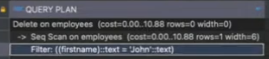 QUERY PLAN
Delete on employees (cost=0.00..10.88 rows=0 width=0)
-> Seq Scan on employees (cost=0.00..10.88 rows=1 width=6)
Filter: ((firstname)::text = 'John'::text)